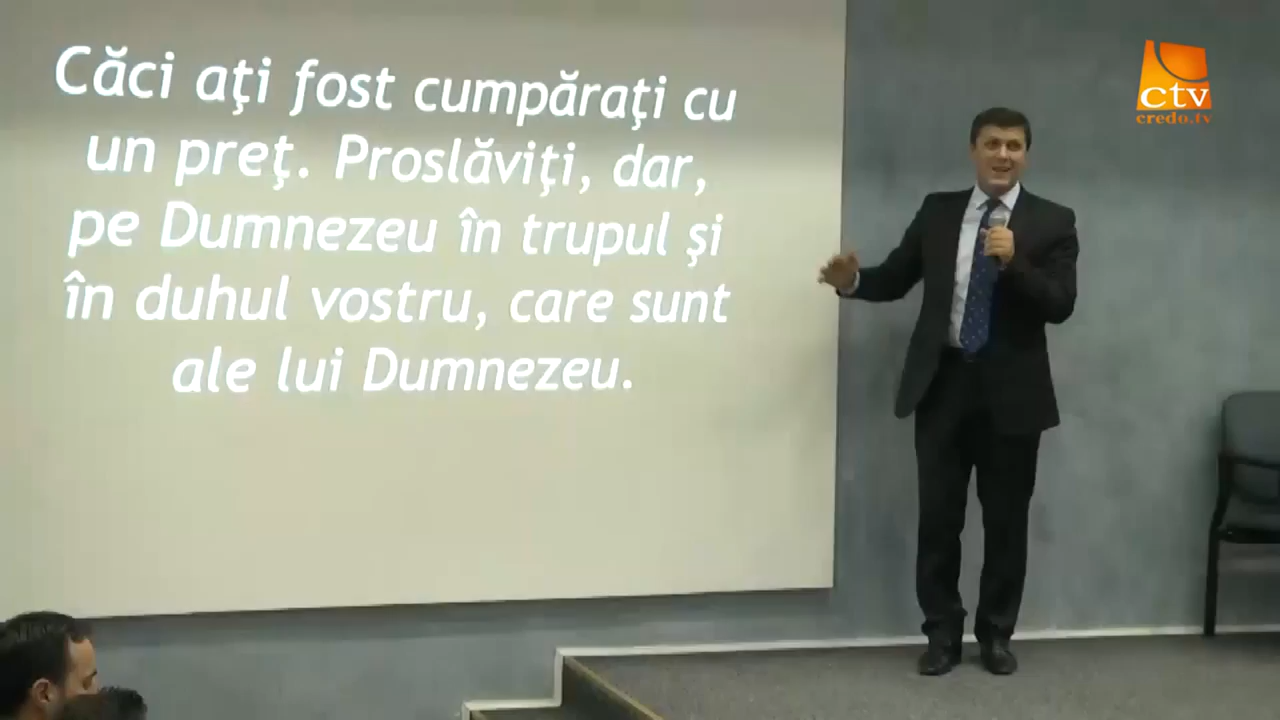 Căci aţi fost cumpăraţi cu
un preţ. Proslăviţi, dar,
pe Dumnezeu în trupul şi
în duhul vostru, care sunt
ale lui Dumnezeu.
ctv
credo.tv